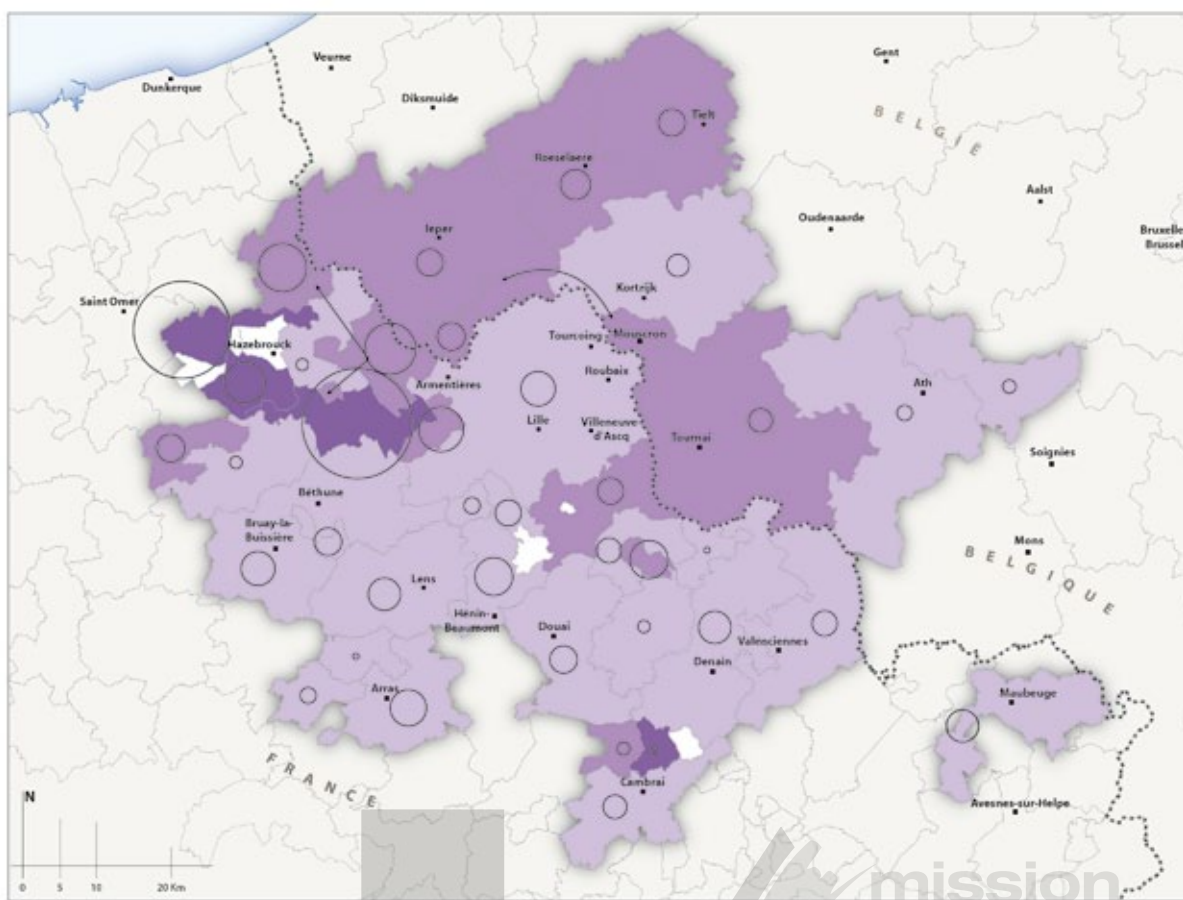 Gent
Veurne
Dunkerque
Diksmuide
BELGIË
Tielt
Roeselaere
Aalst
Oudenaarde
Ieper
Bruxelle
Brussel
Saint Omer
Kortrijk
Hazebrouck
Tourcoing
Mouscron
Armentières
Roubaix
Ath
Lille
Villeneuve-
d'Ascq
Tournai
Soignies
Béthune
Bruay-la-
Buissière
Mons
BELGIQUE
Lens
Hénin-
Beaumont
Douai
Valenciennes
Denain
Arras
Maubeuge
FRANCE
Cambrai
Avesnes-sur-Helpe
N
0 5 10 20 Km
mission